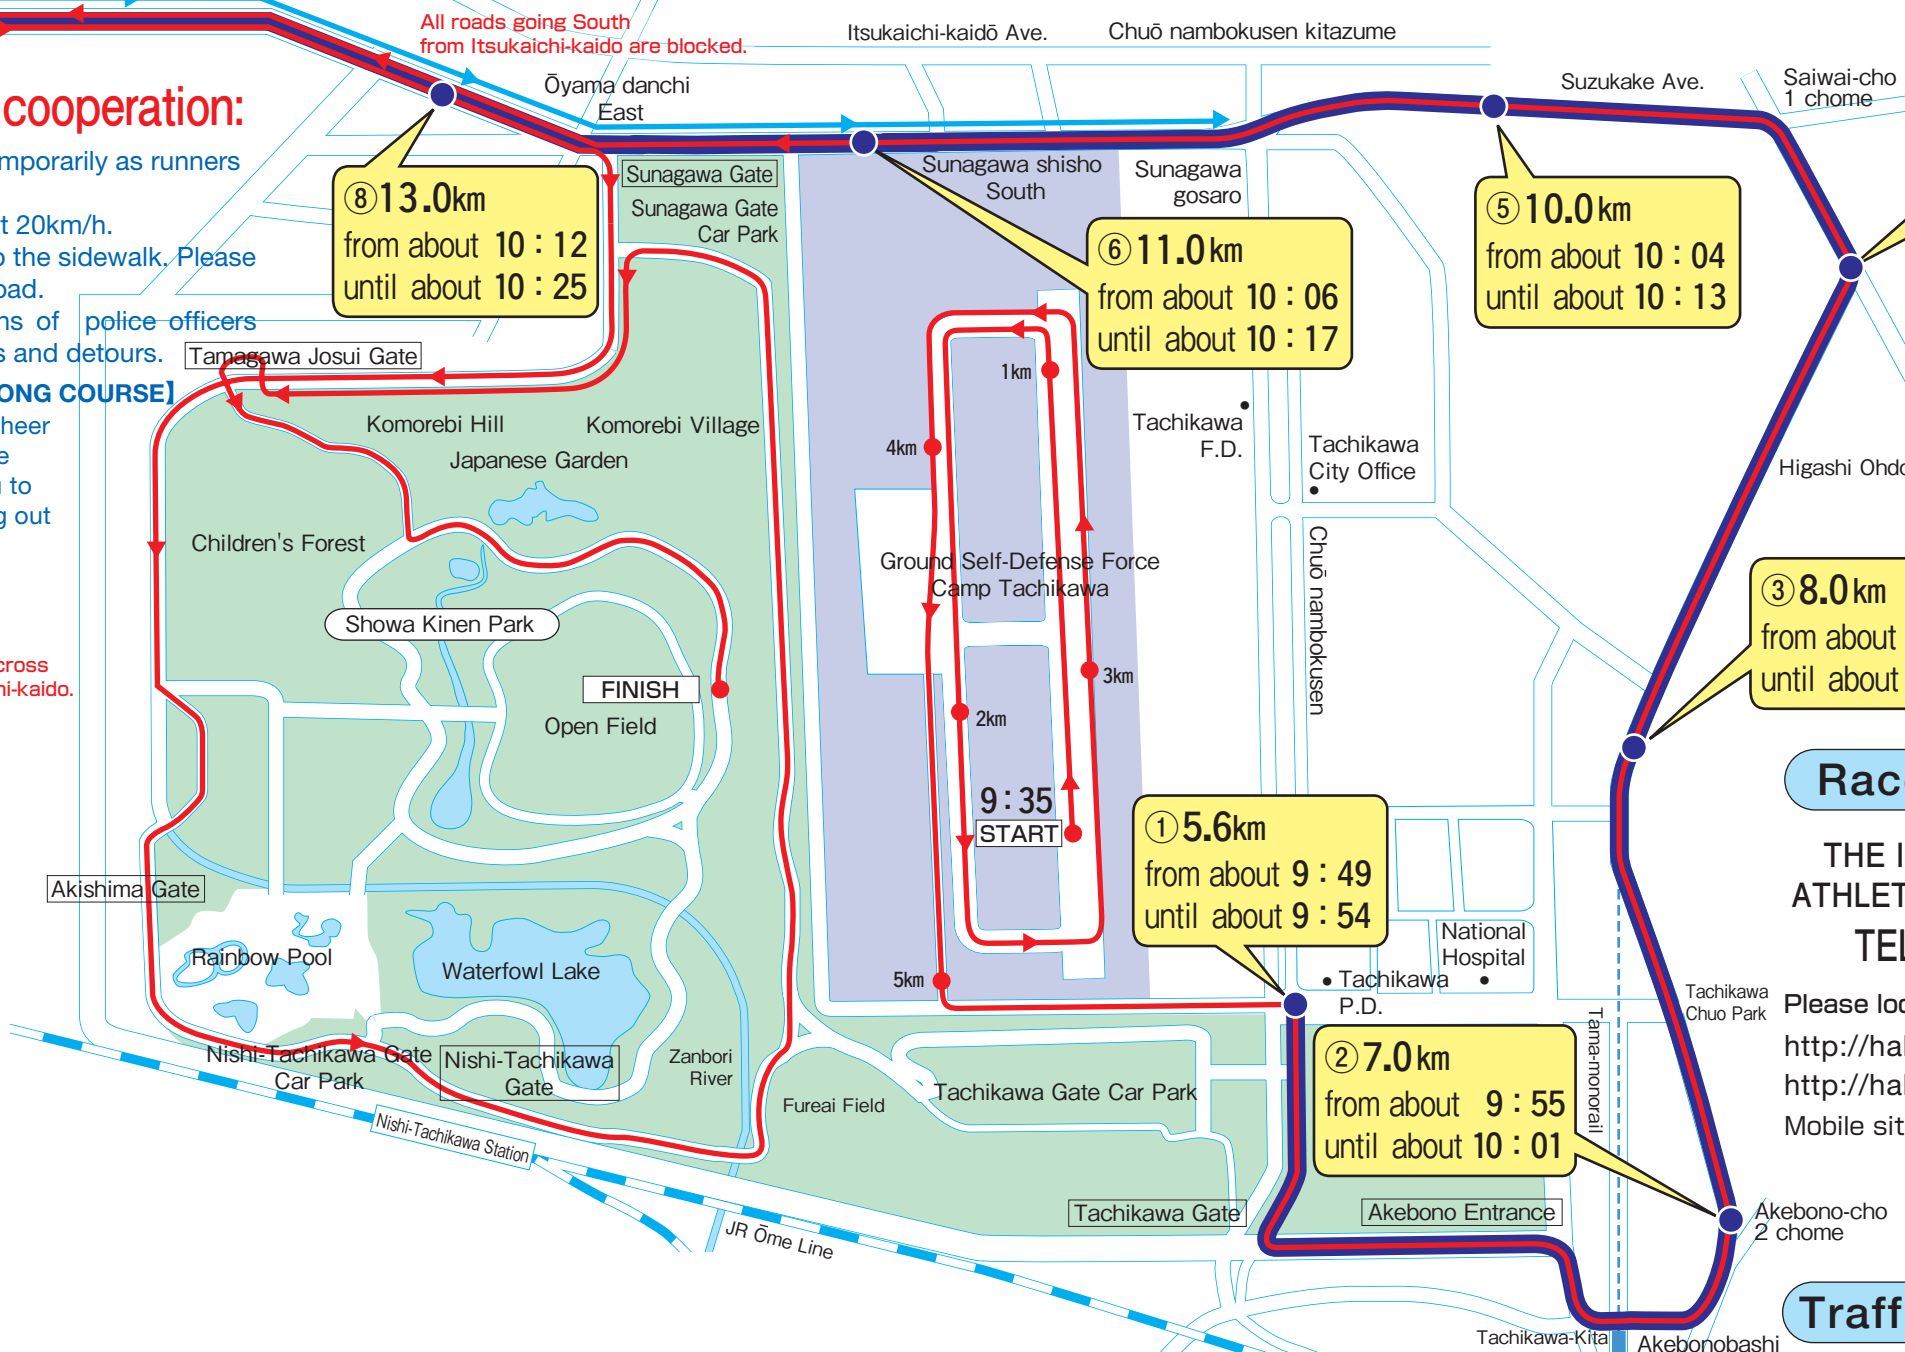 All roads going South
from Itsukaichi-kaido are blocked.
Itsukaichi-kaidō Ave.
Chuō nambokusen kitazume
Ōyama danchi
East
Suzukake Ave.
Saiwai-cho
1 chome
cooperation:
mporarily as runners
t 20km/h.
o the sidewalk. Please
oad.
ns of police officers
s and detours.
ONG COURSE】
heer
e
to
g out
cross
hi-kaido.
⑧13.0km
from about 10:12
until about 10:25
Sunagawa Gate
Sunagawa Gate
Car Park
Sunagawa shisho
South
Sunagawa
gosaro
⑥11.0km
from about 10:06
until about 10:17
⑤10.0km
from about 10:04
until about 10:13
Tamagawa Josui Gate
Komorebi Hill
Komorebi Village
Japanese Garden
Children's Forest
Showa Kinen Park
FINISH
Open Field
1km
4km
Ground Self-Defense Force
Camp Tachikawa
3km
2km
9:35
START
5km
Tachikawa
F.D.
Tachikawa
City Office
Chuō nambokusen
Higashi Ohdo
③8.0km
from about
until about
①5.6km
from about 9:49
until about 9:54
Rac
THE I
ATHLET
TEL
Akishima Gate
Rainbow Pool
Waterfowl Lake
National
Hospital
Tachikawa
P.D.
Tachikawa
Chuo Park
Please loo
http://hal
http://hal
Mobile sit
Nishi-Tachikawa Gate
Car Park
Nishi-Tachikawa
Gate
Zanbori
River
Fureai Field
Tachikawa Gate Car Park
②7.0km
from about 9:55
until about 10:01
Tama-momorail
Nishi-Tachikawa Station
JR Ōme Line
Tachikawa Gate
Akebono Entrance
Akebono-cho
2 chome
Traff
Tachikawa-Kita
Akebonobashi